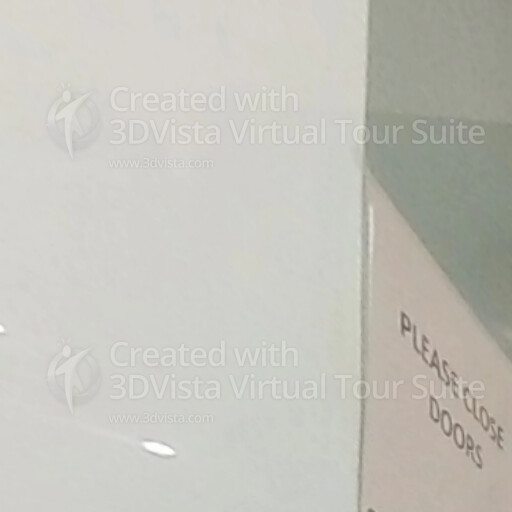 Created with
3DVista Virtual Tour Suite
www.3dvista.com
Created with
3DVista Virtual Tour Suite
www.3dvista.com
PLEASE CLOSE
DOORS